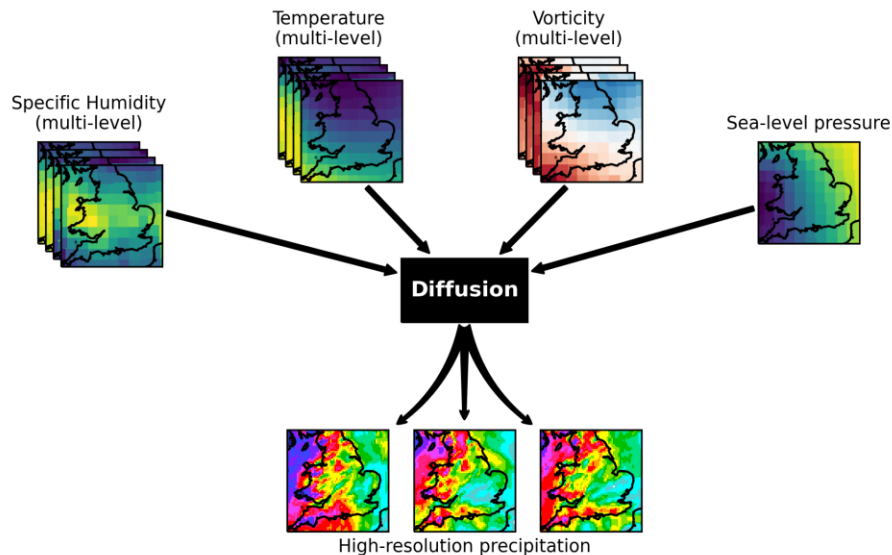 Temperature
(multi-level)
Vorticity
(multi-level)
Specific Humidity
(multi-level)
Sea-level pressure
Diffusion
High-resolution precipitation